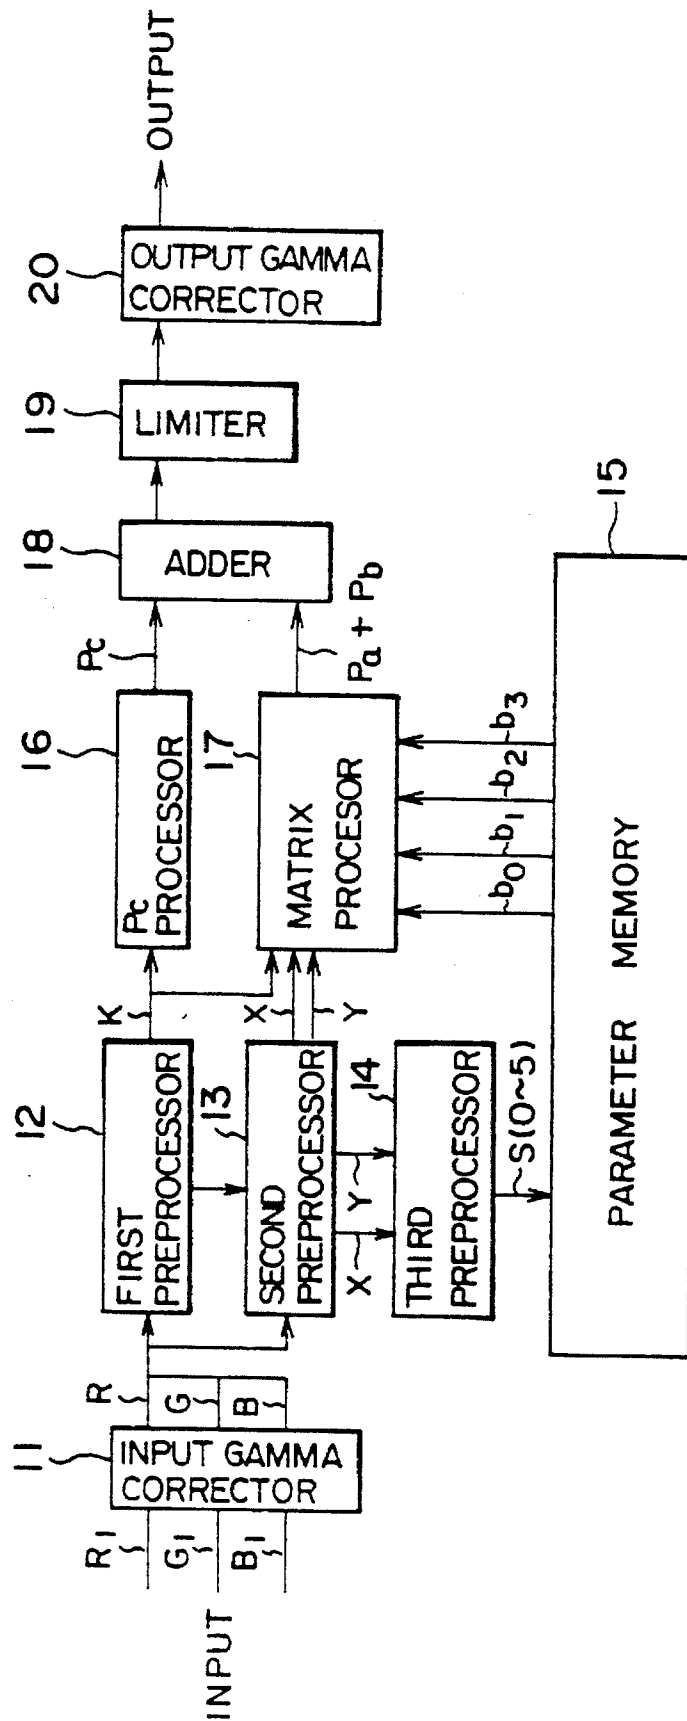 INPUT
R1
G1
B1
11
INPUT GAMMA
CORRECTOR
R
G
B
12
FIRST
PREPROCESSOR
K
13
SECOND
PREPROCESSOR
X
Y
X
Y
14
THIRD
PREPROCESSOR
S(0~5)
15
PARAMETER MEMORY
b0
b1
b2
b3
16
Pc
PROCESSOR
Pc
17
MATRIX
PROCESOR
Pa + Pb
18
ADDER
19
LIMITER
20
OUTPUT GAMMA
CORRECTOR
OUTPUT